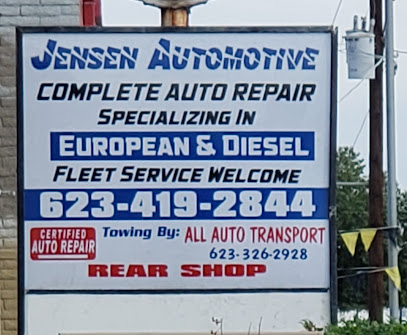 JENSEN AUTOMOTIVE
COMPLETE AUTO REPAIR
SPECIALIZING IN
EUROPEAN & DIESEL
FLEET SERVICE WELCOME
623-419-2844
CERTIFIED
AUTO REPAIR
Towing By: ALL AUTO TRANSPORT
623-326-2928
REAR SHOP